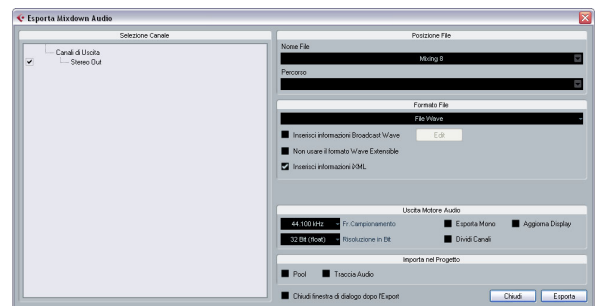 Esporta Mixdown Audio
Selezione Canale
Canali di Uscita
Stereo Out
Posizione File
Nome File
Mixing 8
Percorso
Formato File
File Wave
Inserisci informazioni Broadcast Wave
Edit
Non usare il formato Wave Extensible
Inserisci informazioni iXML
Uscita Motore Audio
44.100 kHz
Fr.Campionamento
Esporta Mono
Aggiorna Display
32 Bit (float)
Risoluzione in Bit
Dividi Canali
Importa nel Progetto
Pool
Traccia Audio
Chiudi finestra di dialogo dopo l'Export
Chiudi
Esporta